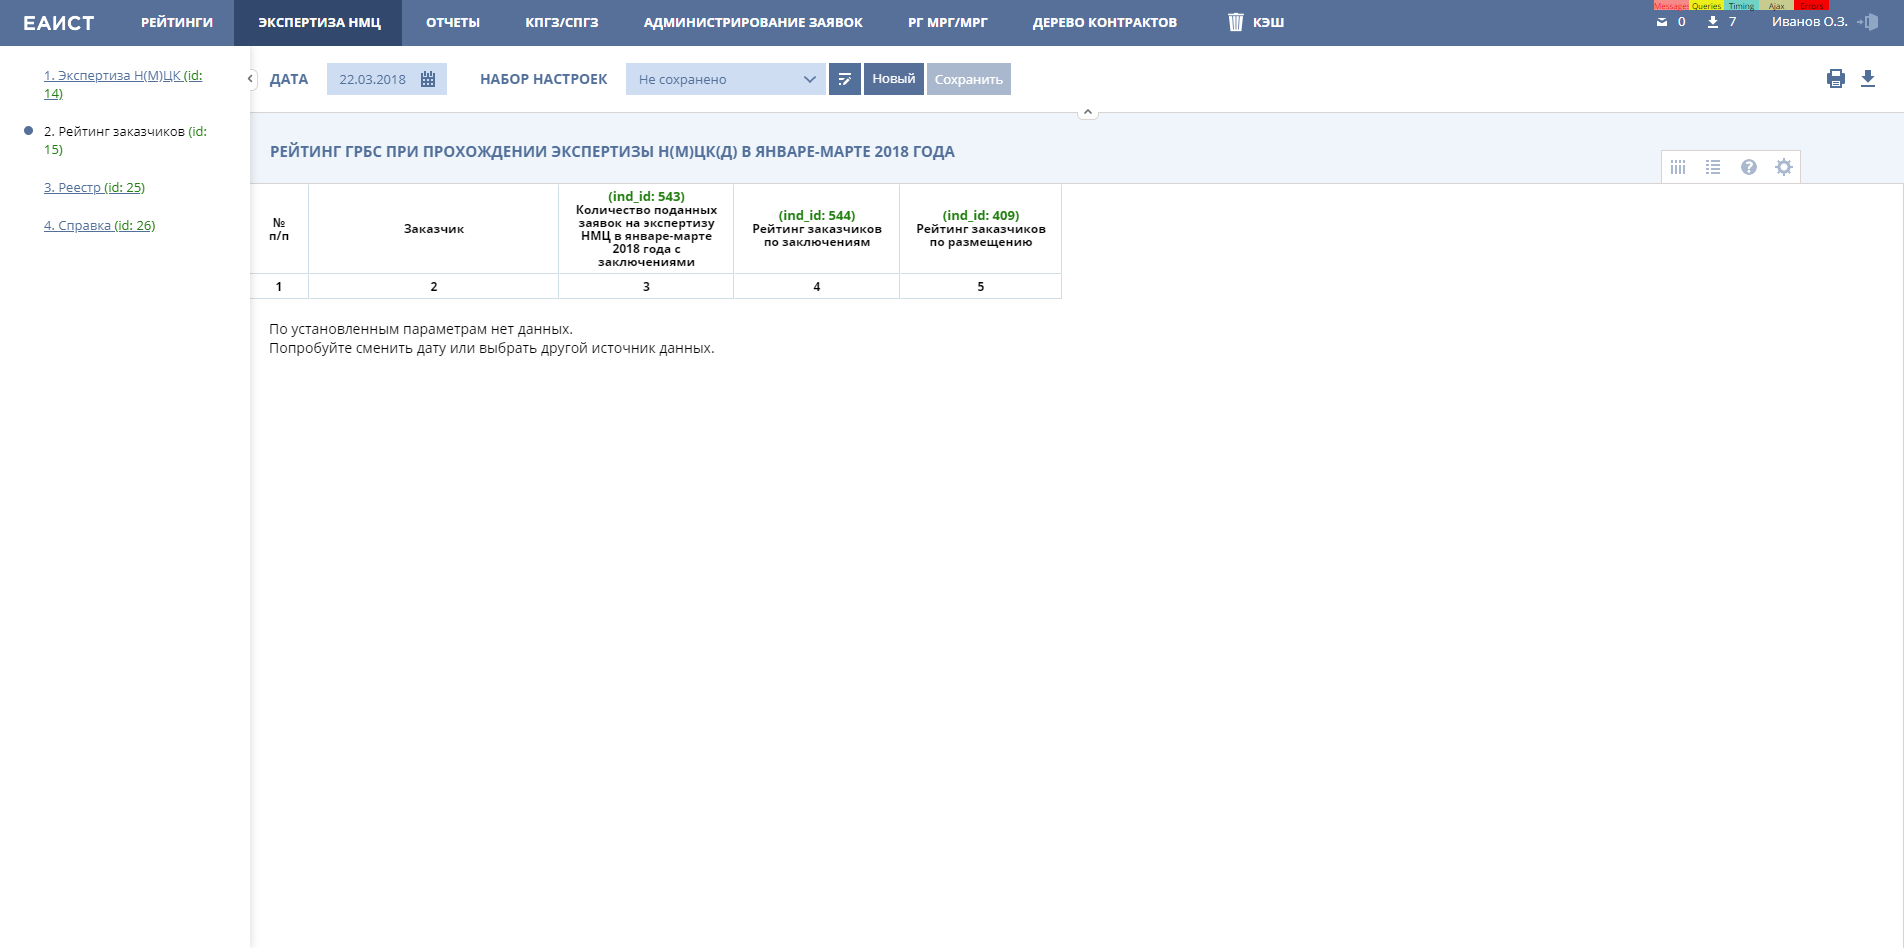 ЕАИСТ РЕЙТИНГИ ЭКСПЕРТИЗА НМЦ ОТЧЕТЫ КПГЗ/СПГЗ АДМИНИСТРИРОВАНИЕ ЗАЯВОК РГ МРГ/МРГ ДЕРЕВО КОНТРАКТОВ КЭШ
Messages Queries Timing Ajax Errors
0 7 Иванов О.З.
1. Экспертиза Н(М)ЦК (id:
14)
2. Рейтинг заказчиков (id:
15)
3. Реестр (id: 25)
4. Справка (id: 26)
ДАТА 22.03.2018 НАБОР НАСТРОЕК Не сохранено Новый Сохранить
РЕЙТИНГ ГРБС ПРИ ПРОХОЖДЕНИИ ЭКСПЕРТИЗЫ Н(М)ЦК(Д) В ЯНВАРЕ-МАРТЕ 2018 ГОДА
№
п/п
Заказчик
(ind_id: 543)
Количество поданных
заявок на экспертизу
НМЦ в январе-марте
2018 года с
заключениями
(ind_id: 544)
Рейтинг заказчиков
по заключениям
(ind_id: 409)
Рейтинг заказчиков
по размещению
1 2 3 4 5
По установленным параметрам нет данных.
Попробуйте сменить дату или выбрать другой источник данных.